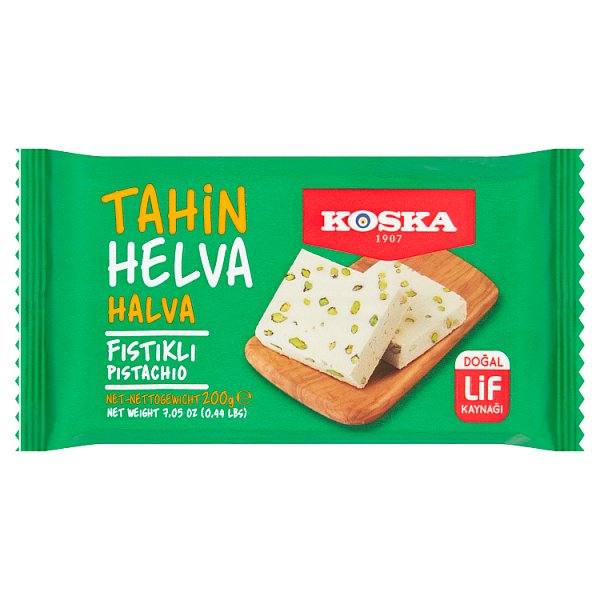 TAHİN
HELVA
HALVA
FISTIKLI
PISTACHIO
NET-NETTOGEWICHT 200g ℮
NET WEIGHT 7.05 OZ (0,44 LBS)
KOSKA
1907
DOĞAL
LİF
KAYNAĞI